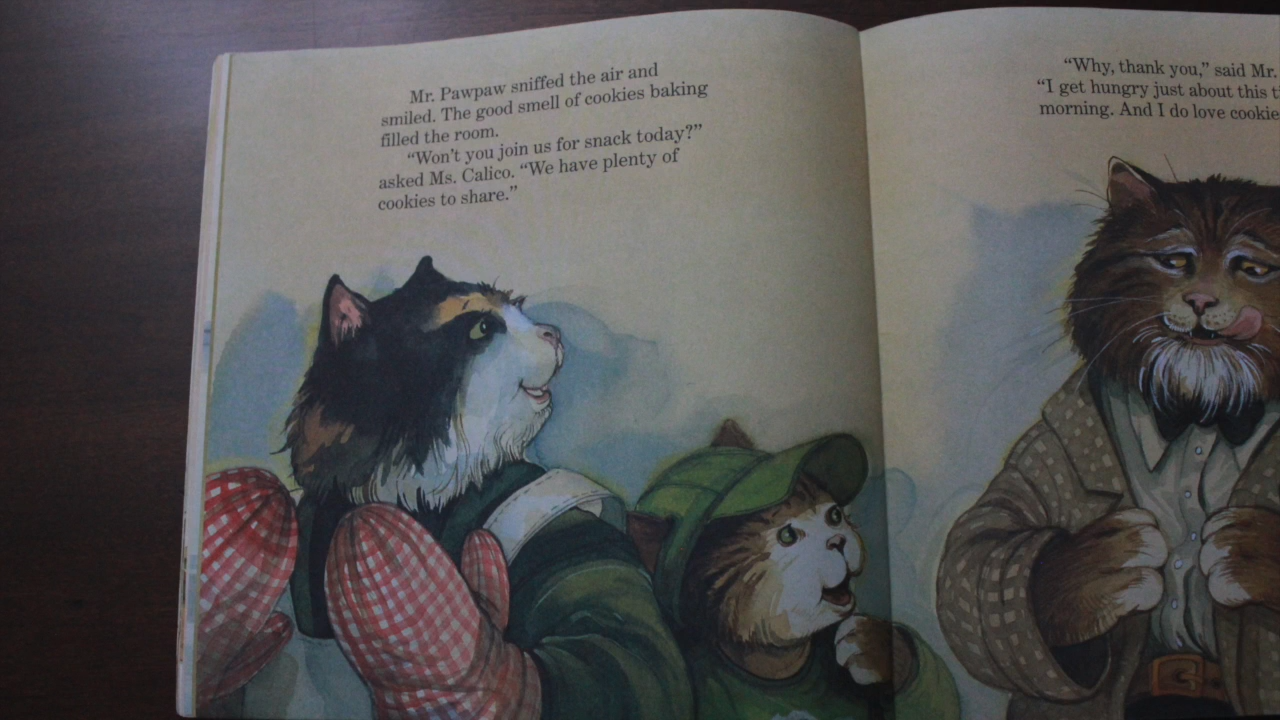 Mr. Pawpaw sniffed the air and
smiled. The good smell of cookies baking
filled the room.
“Won’t you join us for snack today?”
asked Ms. Calico. “We have plenty of
cookies to share.”
“Why, thank you,” said Mr.
“I get hungry just about this
morning. And I do love